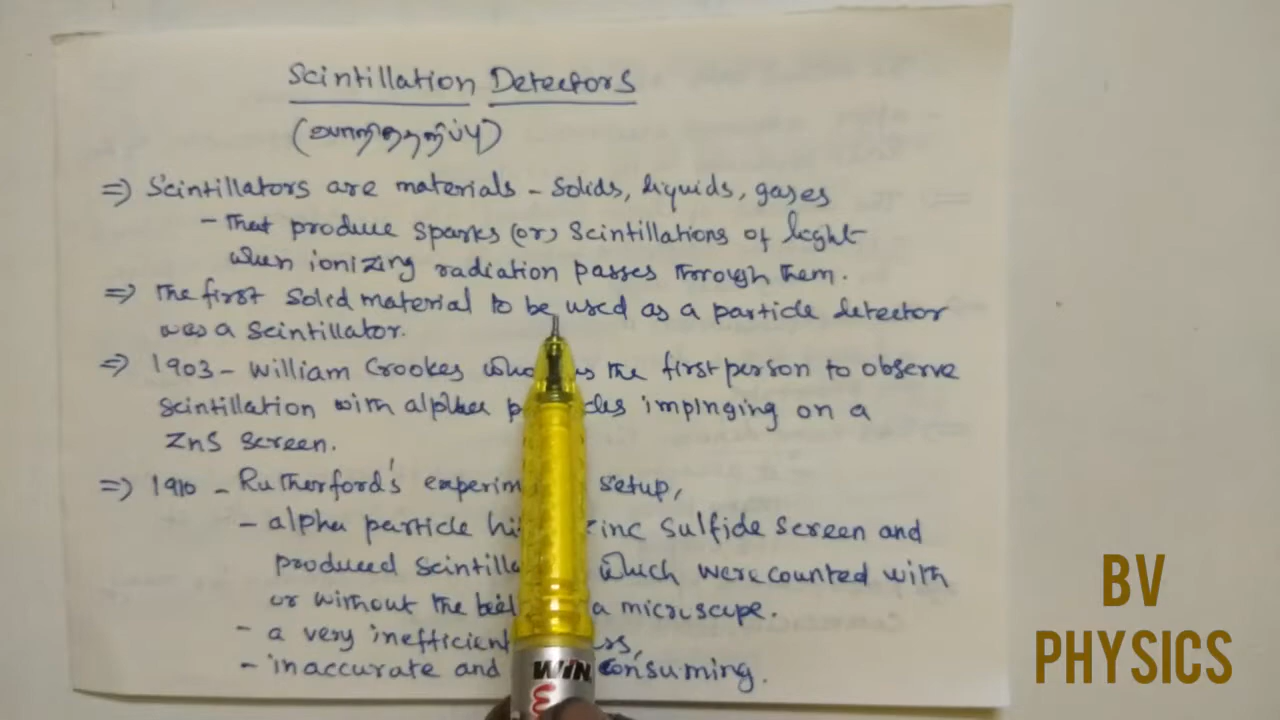 Scintillation Detectors
⇒ Scintillators are materials - Solids, liquids, gases
- That produce sparks (or) Scintillations of light
when ionizing radiation passes through them.
⇒ The first solid material to be used as a particle detector
was a scintillator.
⇒ 1903 - William Crookes the first person to observe
scintillation with alpha impinging on a
ZnS screen.
⇒ 1910 - Rutherford's setup,
- alpha particle sulfide screen and
produced which were counted with
or without the a microscope.
- a very inefficient
- inaccurate and
WIN
BV
PHYSICS